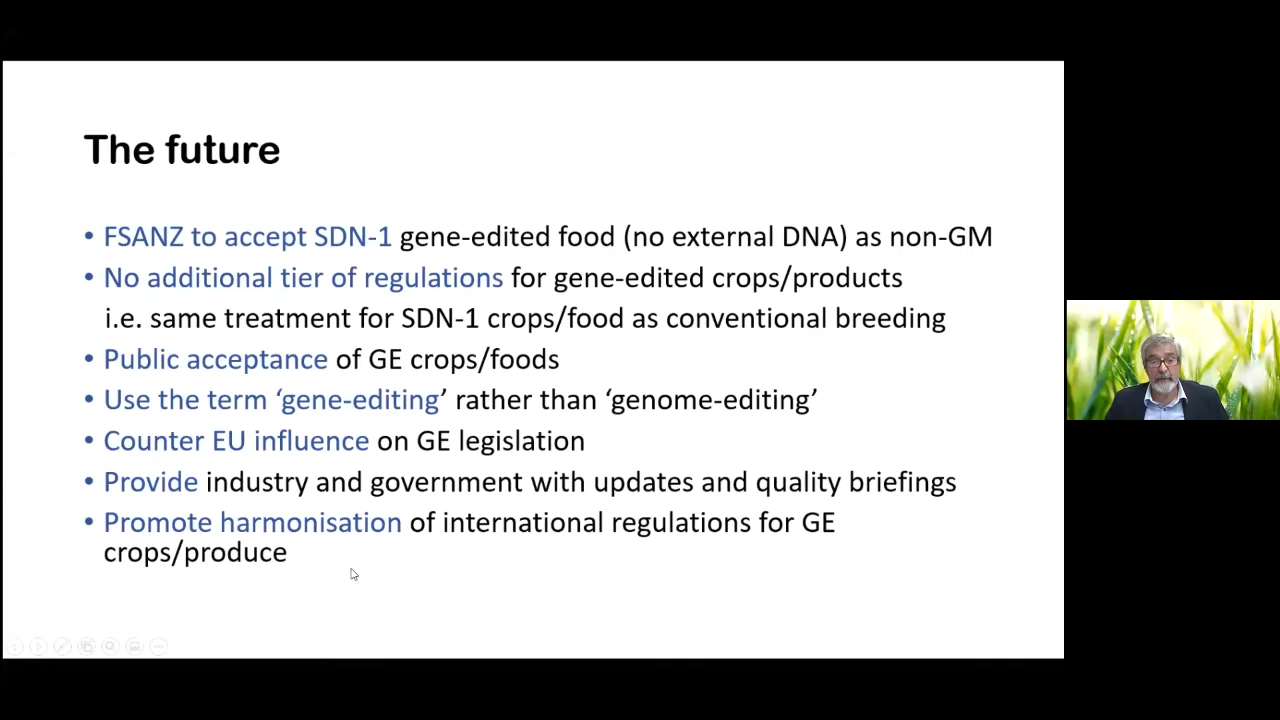 The future
• FSANZ to accept SDN-1 gene-edited food (no external DNA) as non-GM
• No additional tier of regulations for gene-edited crops/products
i.e. same treatment for SDN-1 crops/food as conventional breeding
• Public acceptance of GE crops/foods
• Use the term ‘gene-editing’ rather than ‘genome-editing’
• Counter EU influence on GE legislation
• Provide industry and government with updates and quality briefings
• Promote harmonisation of international regulations for GE
crops/produce